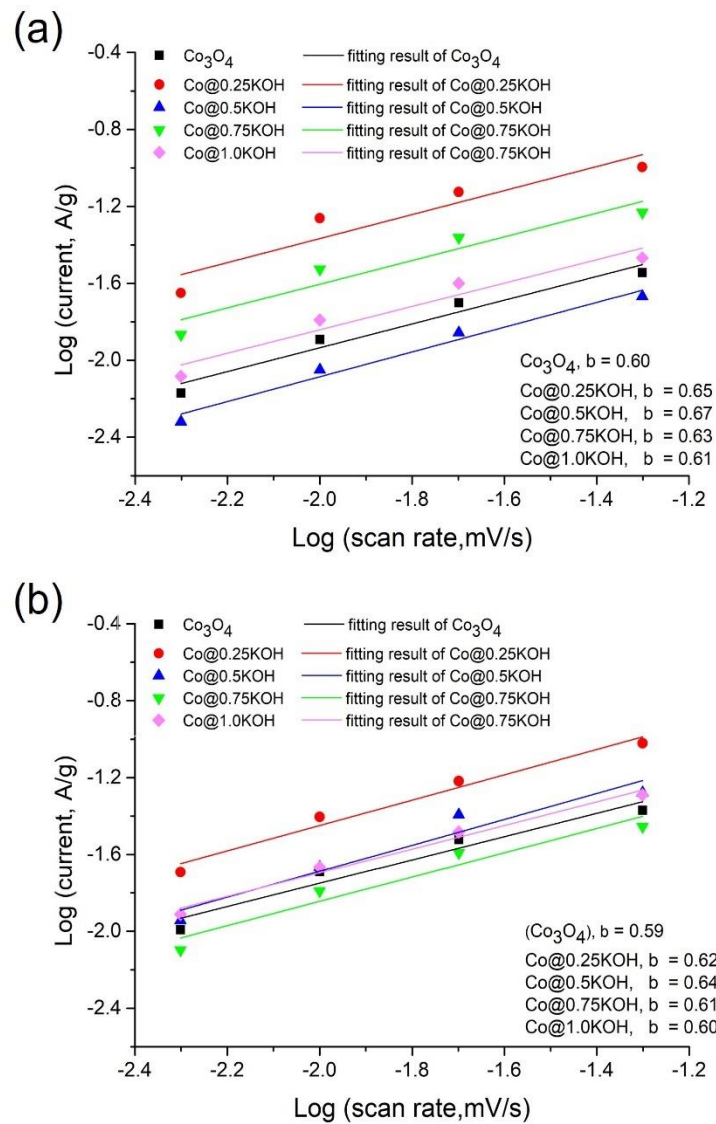 (a)
-0.4
-0.8
-1.2
-1.6
-2.0
-2.4
Log (current, A/g)
Co3O4 fitting result of Co3O4
Co@0.25KOH fitting result of Co@0.25KOH
Co@0.5KOH fitting result of Co@0.5KOH
Co@0.75KOH fitting result of Co@0.75KOH
Co@1.0KOH fitting result of Co@0.75KOH
Co3O4, b = 0.60
Co@0.25KOH, b = 0.65
Co@0.5KOH, b = 0.67
Co@0.75KOH, b = 0.63
Co@1.0KOH, b = 0.61
-2.4 -2.2 -2.0 -1.8 -1.6 -1.4 -1.2
Log (scan rate,mV/s)
(b)
-0.4
-0.8
-1.2
-1.6
-2.0
-2.4
Log (current, A/g)
Co3O4 fitting result of Co3O4
Co@0.25KOH fitting result of Co@0.25KOH
Co@0.5KOH fitting result of Co@0.5KOH
Co@0.75KOH fitting result of Co@0.75KOH
Co@1.0KOH fitting result of Co@0.75KOH
(Co3O4), b = 0.59
Co@0.25KOH, b = 0.62
Co@0.5KOH, b = 0.64
Co@0.75KOH, b = 0.61
Co@1.0KOH, b = 0.60
-2.4 -2.2 -2.0 -1.8 -1.6 -1.4 -1.2
Log (scan rate,mV/s)